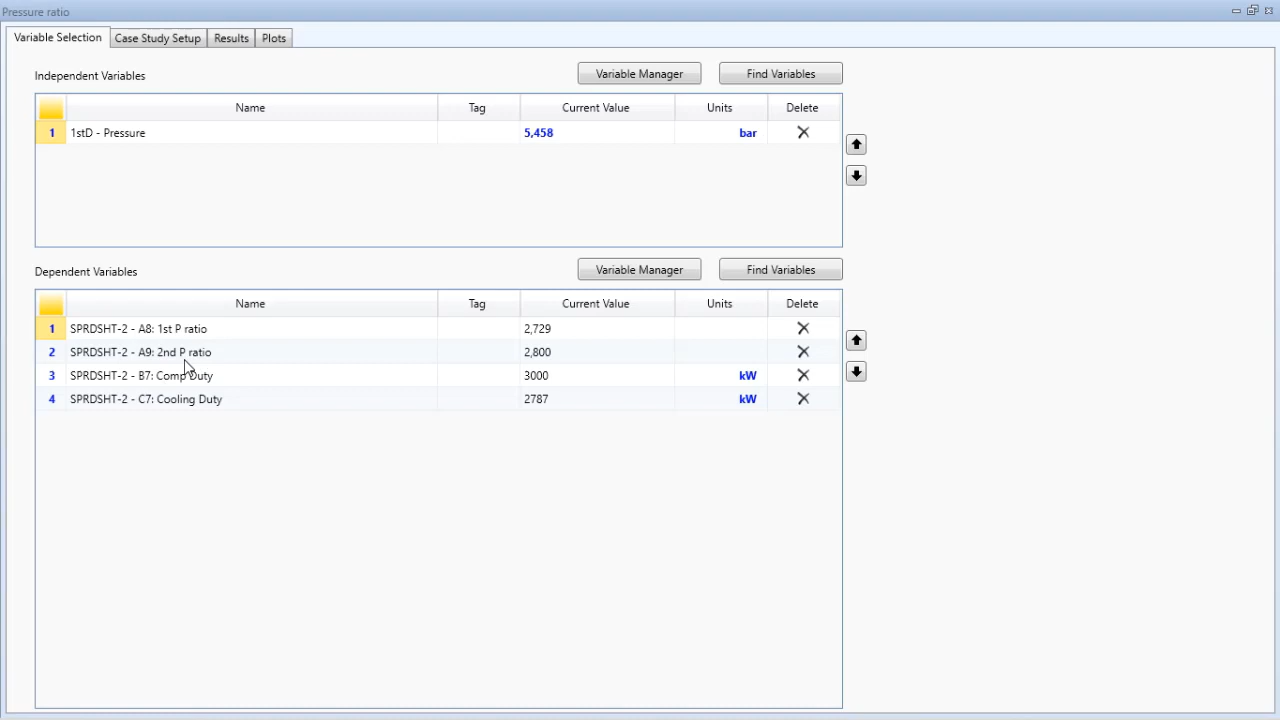 Pressure ratio
Variable Selection Case Study Setup Results Plots
Independent Variables Variable Manager Find Variables
Name Tag Current Value Units Delete
1 1stD - Pressure 5,458 bar
Dependent Variables Variable Manager Find Variables
Name Tag Current Value Units Delete
1 SPRDSHT-2 - A8: 1st P ratio 2,729
2 SPRDSHT-2 - A9: 2nd P ratio 2,800
3 SPRDSHT-2 - B7: Comp Duty 3000 kW
4 SPRDSHT-2 - C7: Cooling Duty 2787 kW